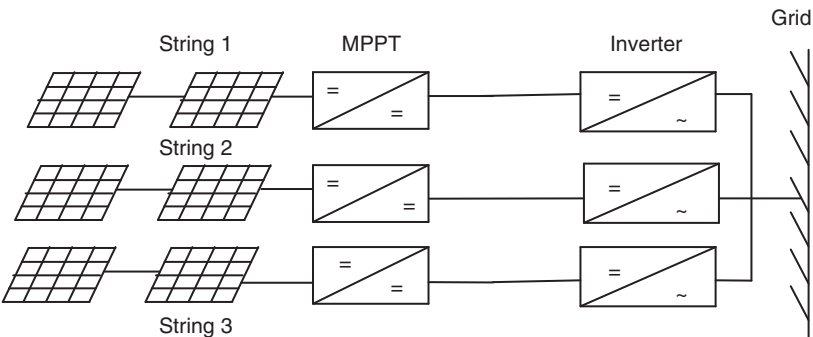 Grid
String 1 MPPT Inverter
= = = ~
String 2
= = = ~
= = = ~
String 3